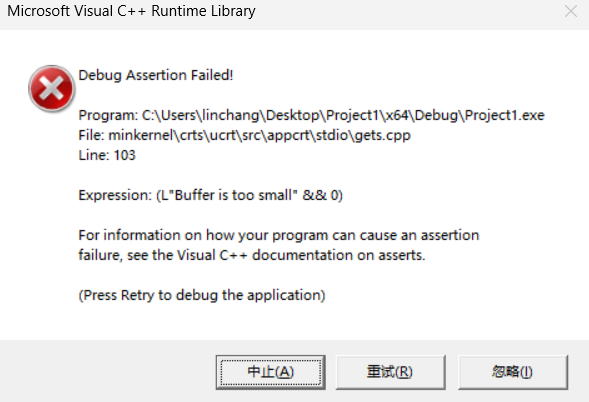 Microsoft Visual C++ Runtime Library
Debug Assertion Failed!
Program: C:\Users\linchang\Desktop\Project1\x64\Debug\Project1.exe
File: minkernel\crts\ucrt\src\appcrt\stdio\gets.cpp
Line: 103
Expression: (L"Buffer is too small" && 0)
For information on how your program can cause an assertion
failure, see the Visual C++ documentation on asserts.
(Press Retry to debug the application)
中止(A) 重试(R) 忽略(I)